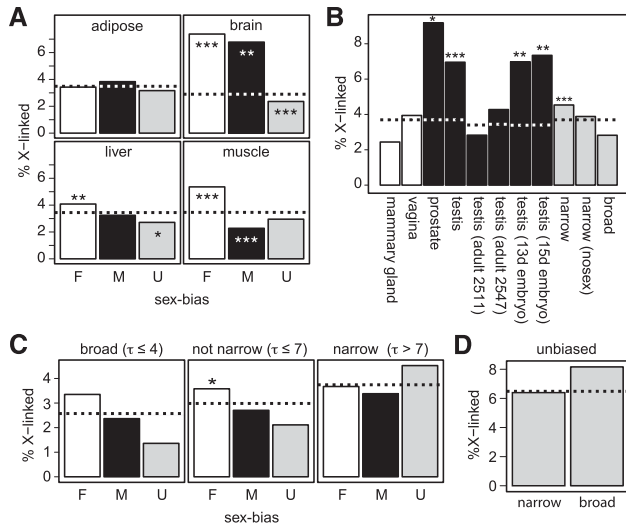 A
adipose
brain
% X−linked
6
4
2
0
***
**
***
liver
muscle
% X−linked
6
4
2
0
**
*
***
***
F M U F M U
sex-bias
B
% X−linked
8
6
4
2
0
*
***
**
**
***
mammary gland
vagina
prostate
testis
testis (adult 2511)
testis (adult 2547)
testis (13d embryo)
testis (15d embryo)
narrow
narrow (nosex)
broad
C
broad (τ ≤ 4)
not narrow (τ ≤ 7)
narrow (τ > 7)
% X−linked
4
3
2
1
0
*
F M U F M U F M U
sex-bias
D
unbiased
%X−linked
8
6
4
2
0
narrow broad